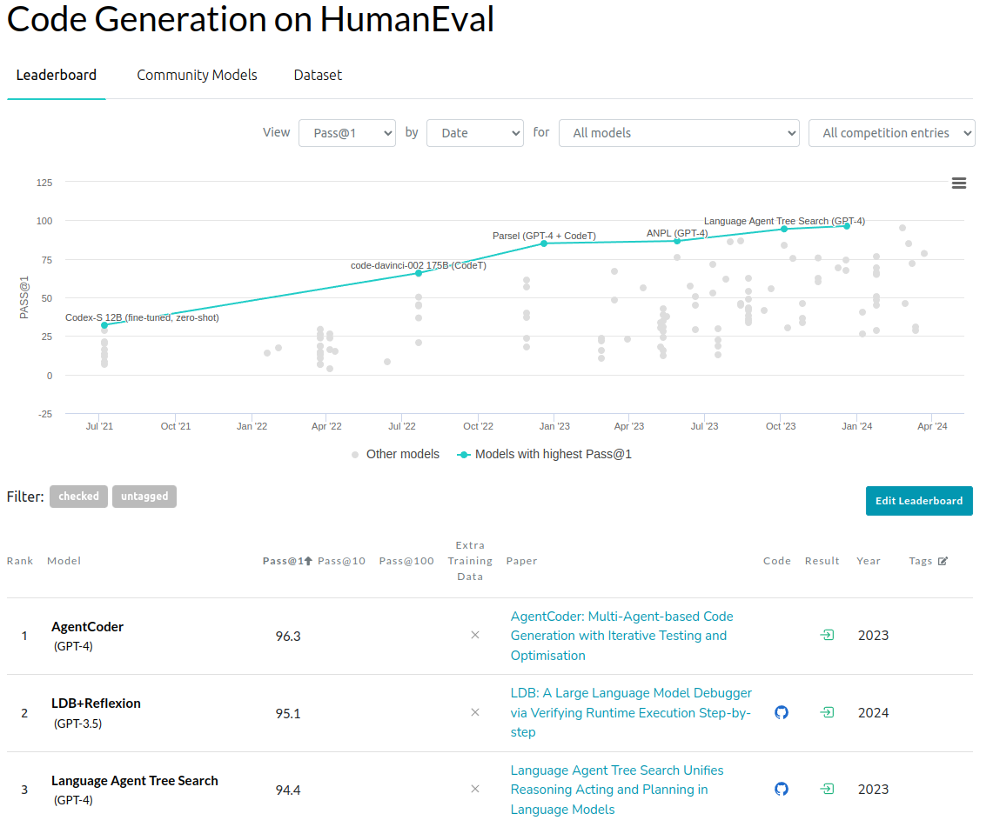 Code Generation on HumanEval
Leaderboard Community Models Dataset
View Pass@1 by Date for All models All competition entries
125
100
75
50
25
0
-25
PASS@1
Codex-S 12B (fine-tuned, zero-shot)
code-davinci-002 175B (CodeT)
Parsel (GPT-4 + CodeT)
ANPL (GPT-4)
Language Agent Tree Search (GPT-4)
Jul '21 Oct '21 Jan '22 Apr '22 Jul '22 Oct '22 Jan '23 Apr '23 Jul '23 Oct '23 Jan '24 Apr '24
Other models Models with highest Pass@1
Filter: checked untagged
Edit Leaderboard
Rank Model Pass@1 Pass@10 Pass@100 Extra Training Data Paper Code Result Year Tags
1
AgentCoder
(GPT-4)
96.3
AgentCoder: Multi-Agent-based Code
Generation with Iterative Testing and
Optimisation
2023
2
LDB+Reflexion
(GPT-3.5)
95.1
LDB: A Large Language Model Debugger
via Verifying Runtime Execution Step-by-
step
2024
3
Language Agent Tree Search
(GPT-4)
94.4
Language Agent Tree Search Unifies
Reasoning Acting and Planning in
Language Models
2023